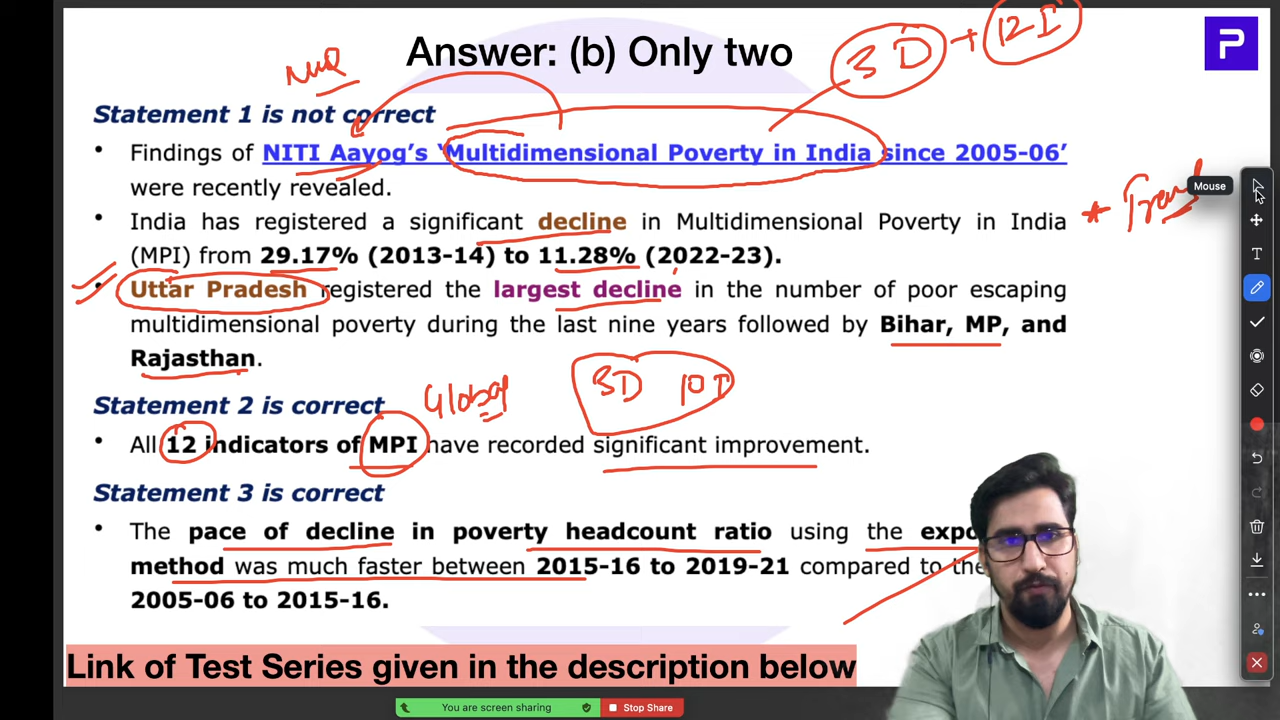 Answer: (b) Only two
3 D + 12 I
Statement 1 is not correct
• Findings of NITI Aayog's 'Multidimensional Poverty in India since 2005-06'
were recently revealed.
Mouse
• India has registered a significant decline in Multidimensional Poverty in India
(MPI) from 29.17% (2013-14) to 11.28% (2022-23).
• Uttar Pradesh registered the largest decline in the number of poor escaping
multidimensional poverty during the last nine years followed by Bihar, MP, and
Rajasthan.
3D 10 I
Global
Statement 2 is correct
• All 12 indicators of MPI have recorded significant improvement.
Statement 3 is correct
• The pace of decline in poverty headcount ratio using the expo
method was much faster between 2015-16 to 2019-21 compared to the
2005-06 to 2015-16.
Link of Test Series given in the description below
You are screen sharing
Stop Share